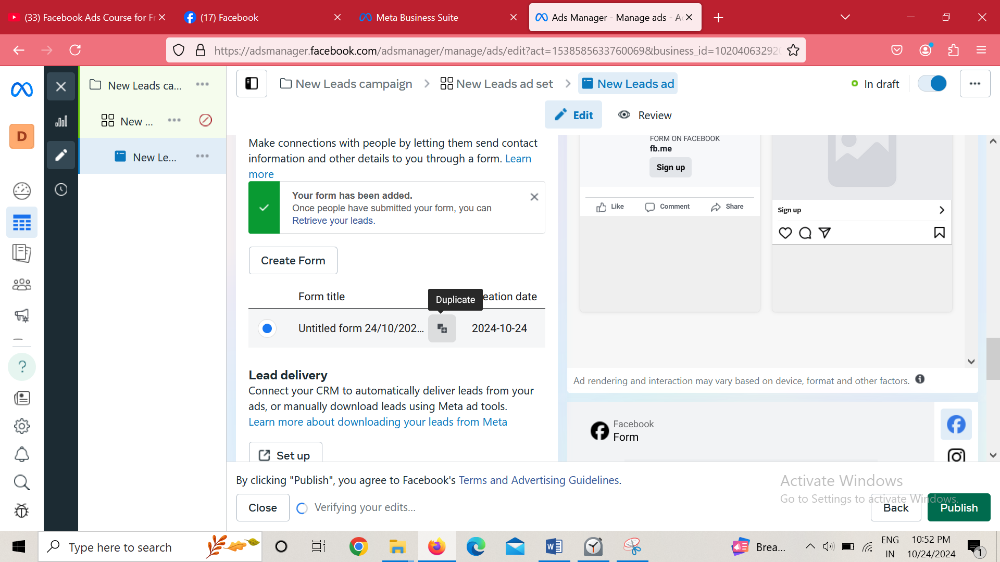 (33) Facebook Ads Course for Fr
(17) Facebook
Meta Business Suite
Ads Manager - Manage ads - A
https://adsmanager.facebook.com/adsmanager/manage/ads/edit?act=1538585633760069&business_id=10204063292
New Leads ca...
New Leads campaign
New Leads ad set
New Leads ad
In draft
D
New ...
Edit
Review
New Le...
Make connections with people by letting them send contact
information and other details to you through a form. Learn
more
Your form has been added.
Once people have submitted your form, you can
Retrieve your leads.
Create Form
Form title
Duplicate
eation date
Untitled form 24/10/202...
2024-10-24
Lead delivery
Connect your CRM to automatically deliver leads from your
ads, or manually download leads using Meta ad tools.
Learn more about downloading your leads from Meta
Set up
FORM ON FACEBOOK
fb.me
Sign up
Like
Comment
Share
Sign up
Ad rendering and interaction may vary based on device, format and other factors.
Facebook
Form
By clicking "Publish", you agree to Facebook's Terms and Advertising Guidelines.
Close
Verifying your edits...
Activate Windows
Go to Settings to activate Windows.
Back
Publish
Type here to search
Brea...
ENG
IN
10:52 PM
10/24/2024
1